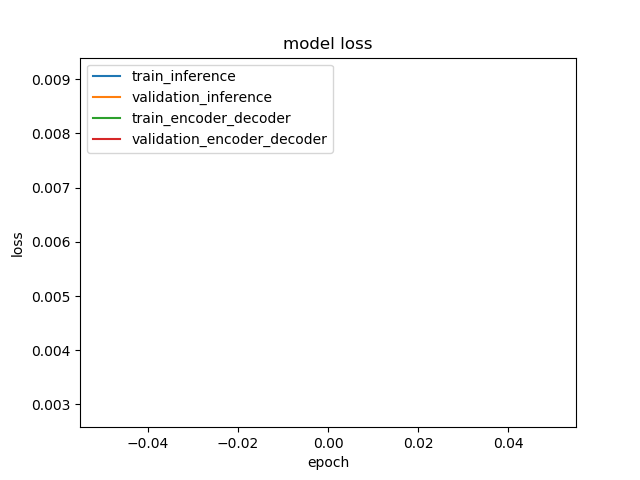 model loss
train_inference
validation_inference
train_encoder_decoder
validation_encoder_decoder
0.009
0.008
0.007
0.006
0.005
0.004
0.003
loss
−0.04 −0.02 0.00 0.02 0.04
epoch